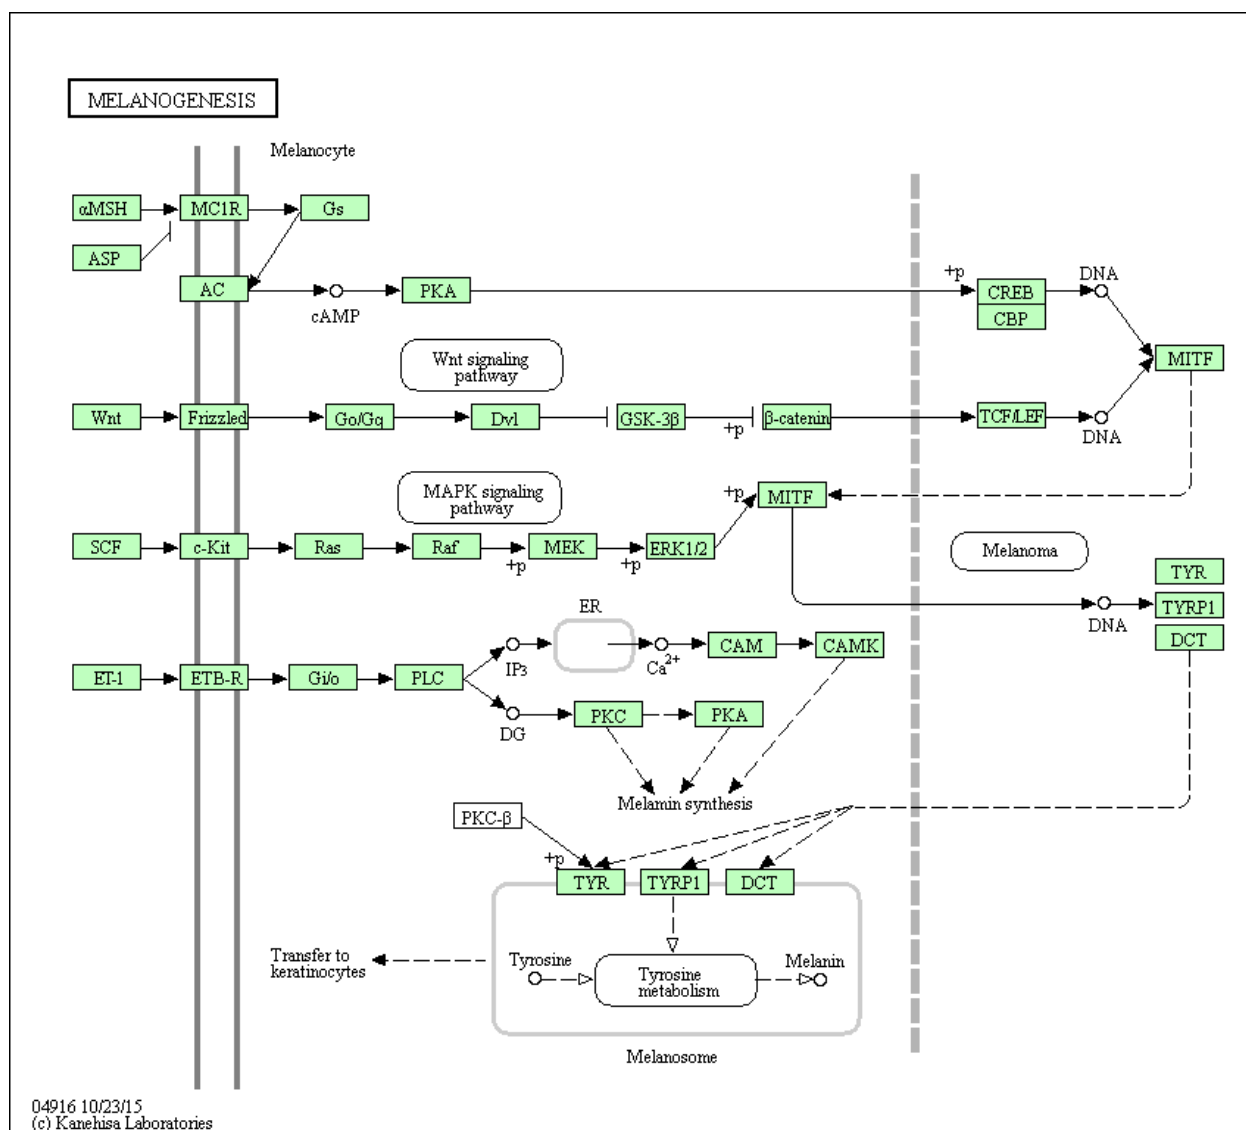 MELANOGENESIS
Melanocyte
αMSH
MC1R
Gs
ASP
AC
cAMP
PKA
+p
CREB
CBP
DNA
MITF
Wnt signaling
pathway
Wnt
Frizzled
Go/Gq
Dvl
GSK-3β
+p
β-catenin
TCF/LEF
DNA
MAPK signaling
pathway
+p
MITF
SCF
c-Kit
Ras
Raf
+p
MEK
+p
ERK1/2
Melanoma
TYR
TYRP1
DCT
DNA
ER
IP3
Ca2+
CAM
CAMK
ET-1
ETB-R
Gi/o
PLC
DG
PKC
PKA
Melamin synthesis
PKC-β
+p
TYR
TYRP1
DCT
Transfer to
keratinocytes
Tyrosine
Tyrosine
metabolism
Melanin
Melanosome
04916 10/23/15
(c) Kanehisa Laboratories